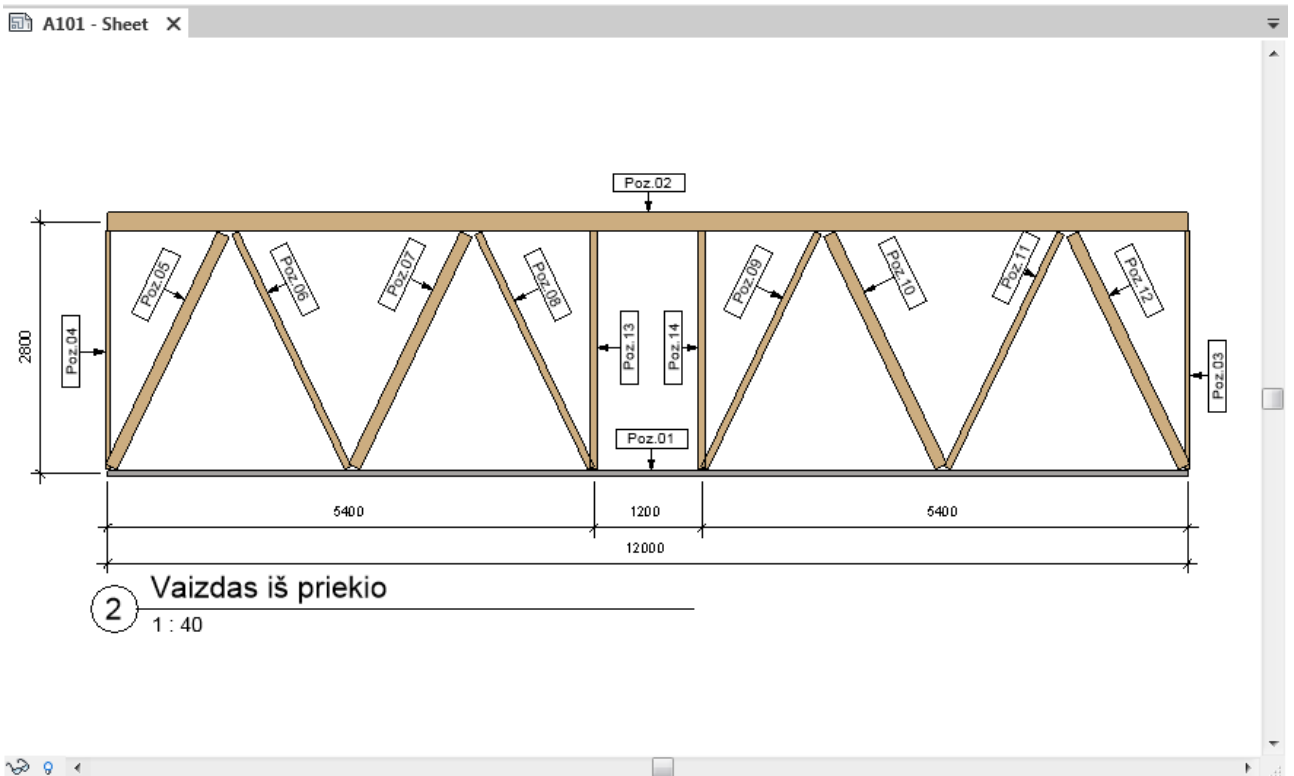 A101 - Sheet
Poz.02
Poz.05
Poz.06
Poz.07
Poz.08
Poz.09
Poz.10
Poz.11
Poz.12
2800
Poz.04
Poz.13
Poz.14
Poz.03
Poz.01
5400
1200
5400
12000
2
Vaizdas iš priekio
1 : 40